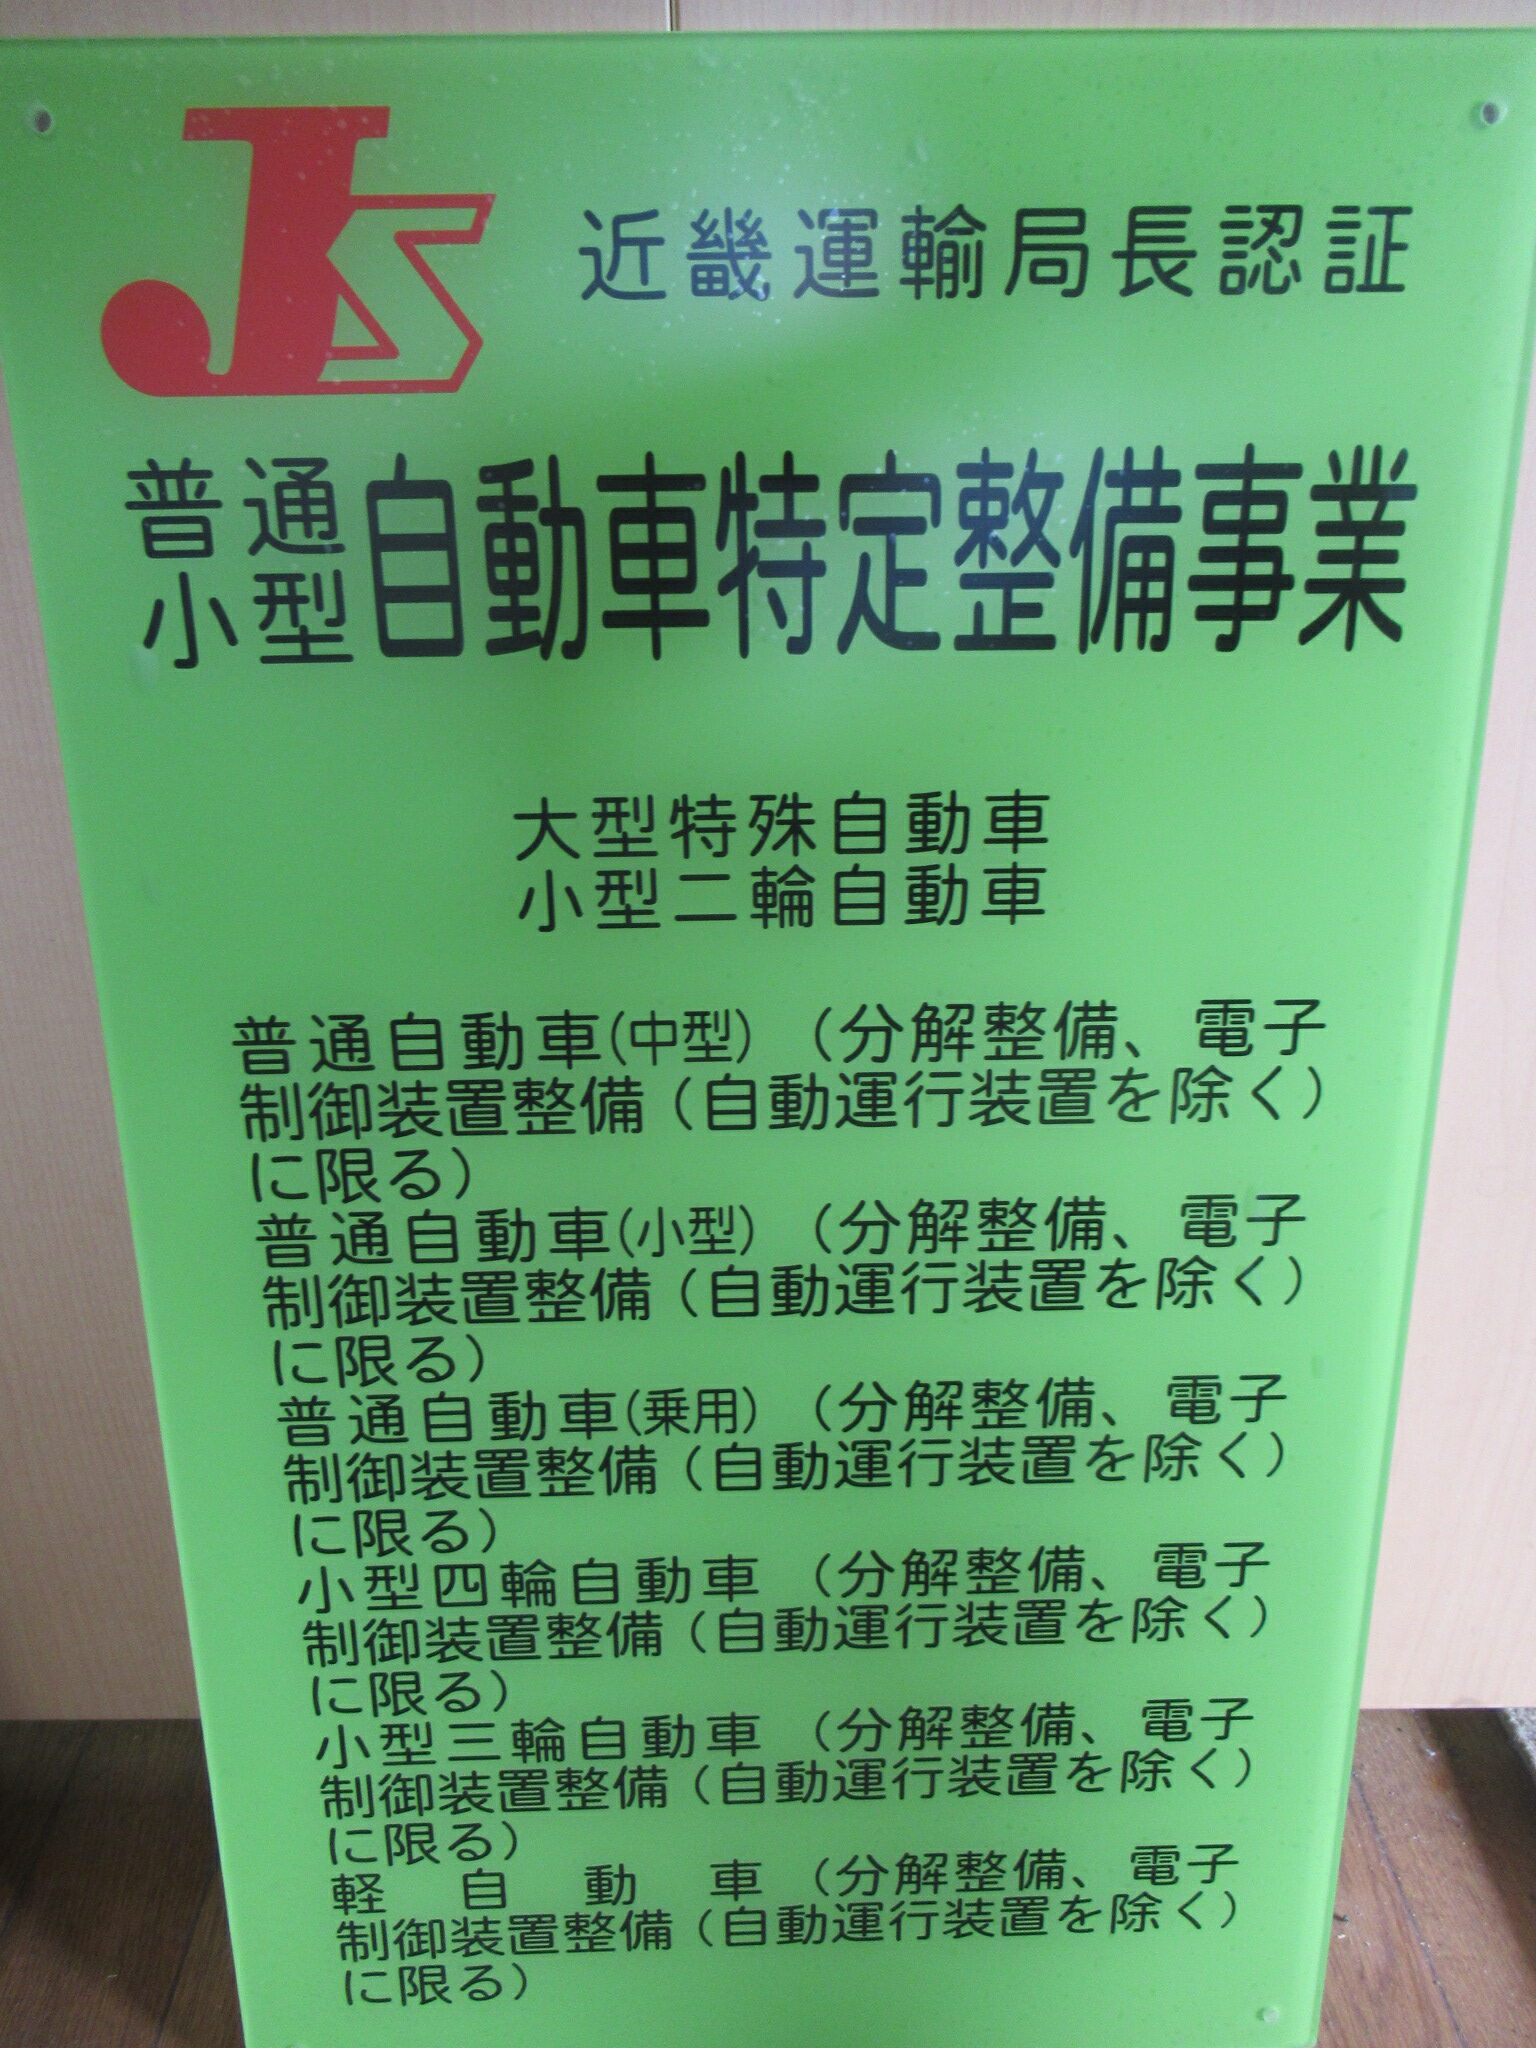 JS
近畿運輸局長認証
普通
小型自動車特定整備事業
大型特殊自動車
小型二輪自動車
普通自動車(中型)（分解整備、電子
制御装置整備（自動運行装置を除く）
に限る）
普通自動車(小型)（分解整備、電子
制御装置整備（自動運行装置を除く）
に限る）
普通自動車(乗用)（分解整備、電子
制御装置整備（自動運行装置を除く）
に限る）
小型四輪自動車（分解整備、電子
制御装置整備（自動運行装置を除く）
に限る）
小型三輪自動車（分解整備、電子
制御装置整備（自動運行装置を除く）
に限る）
軽自動車（分解整備、電子
制御装置整備（自動運行装置を除く）
に限る）